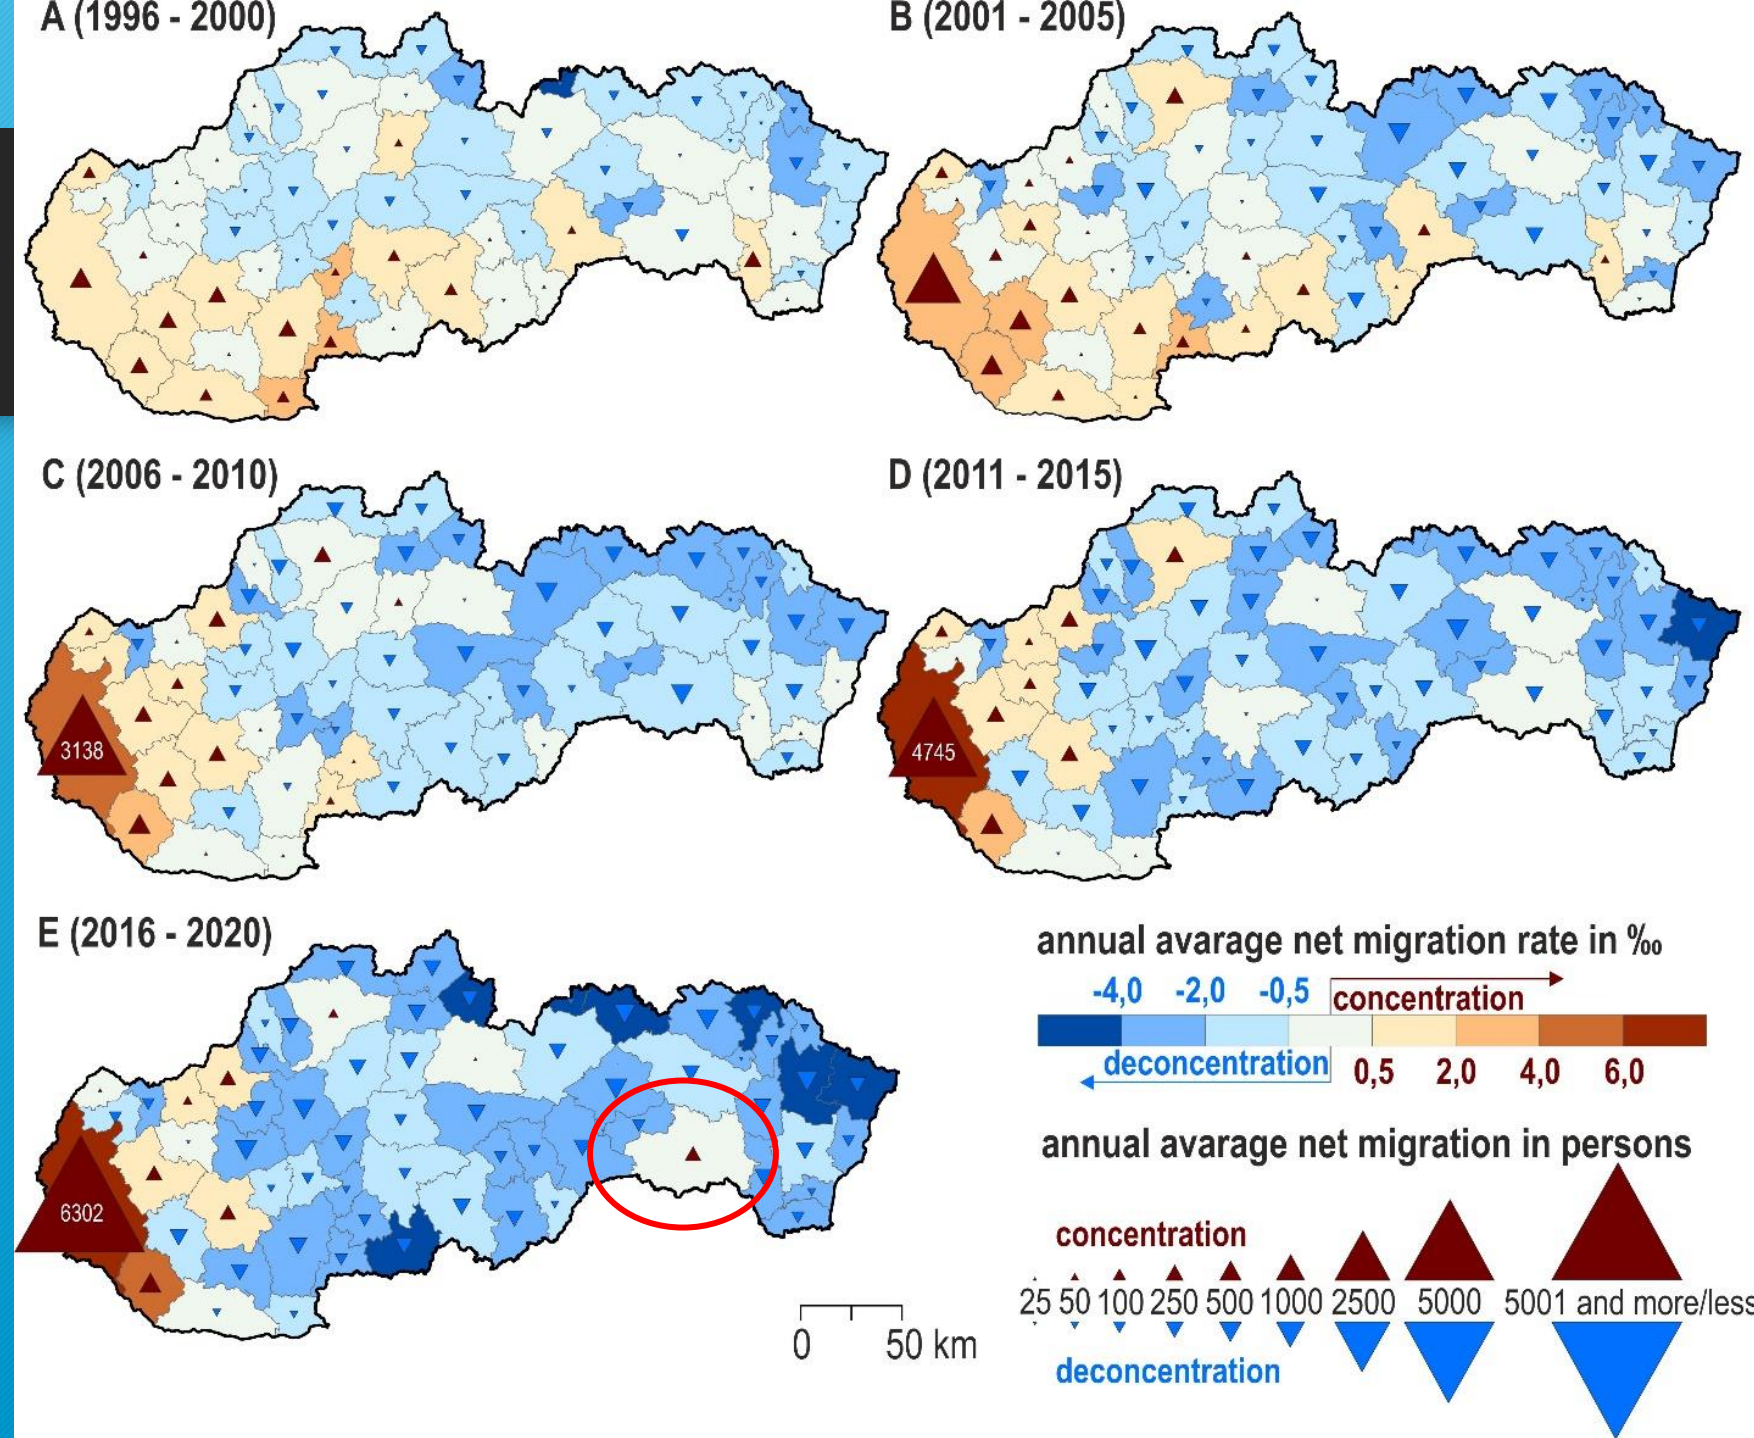 A (1996 - 2000)
B (2001 - 2005)
C (2006 - 2010)
D (2011 - 2015)
3138
4745
E (2016 - 2020)
6302
annual avarage net migration rate in ‰
-4,0 -2,0 -0,5
concentration
deconcentration
0,5 2,0 4,0 6,0
annual avarage net migration in persons
concentration
25 50 100 250 500 1000 2500 5000 5001 and more/less
deconcentration
0 50 km